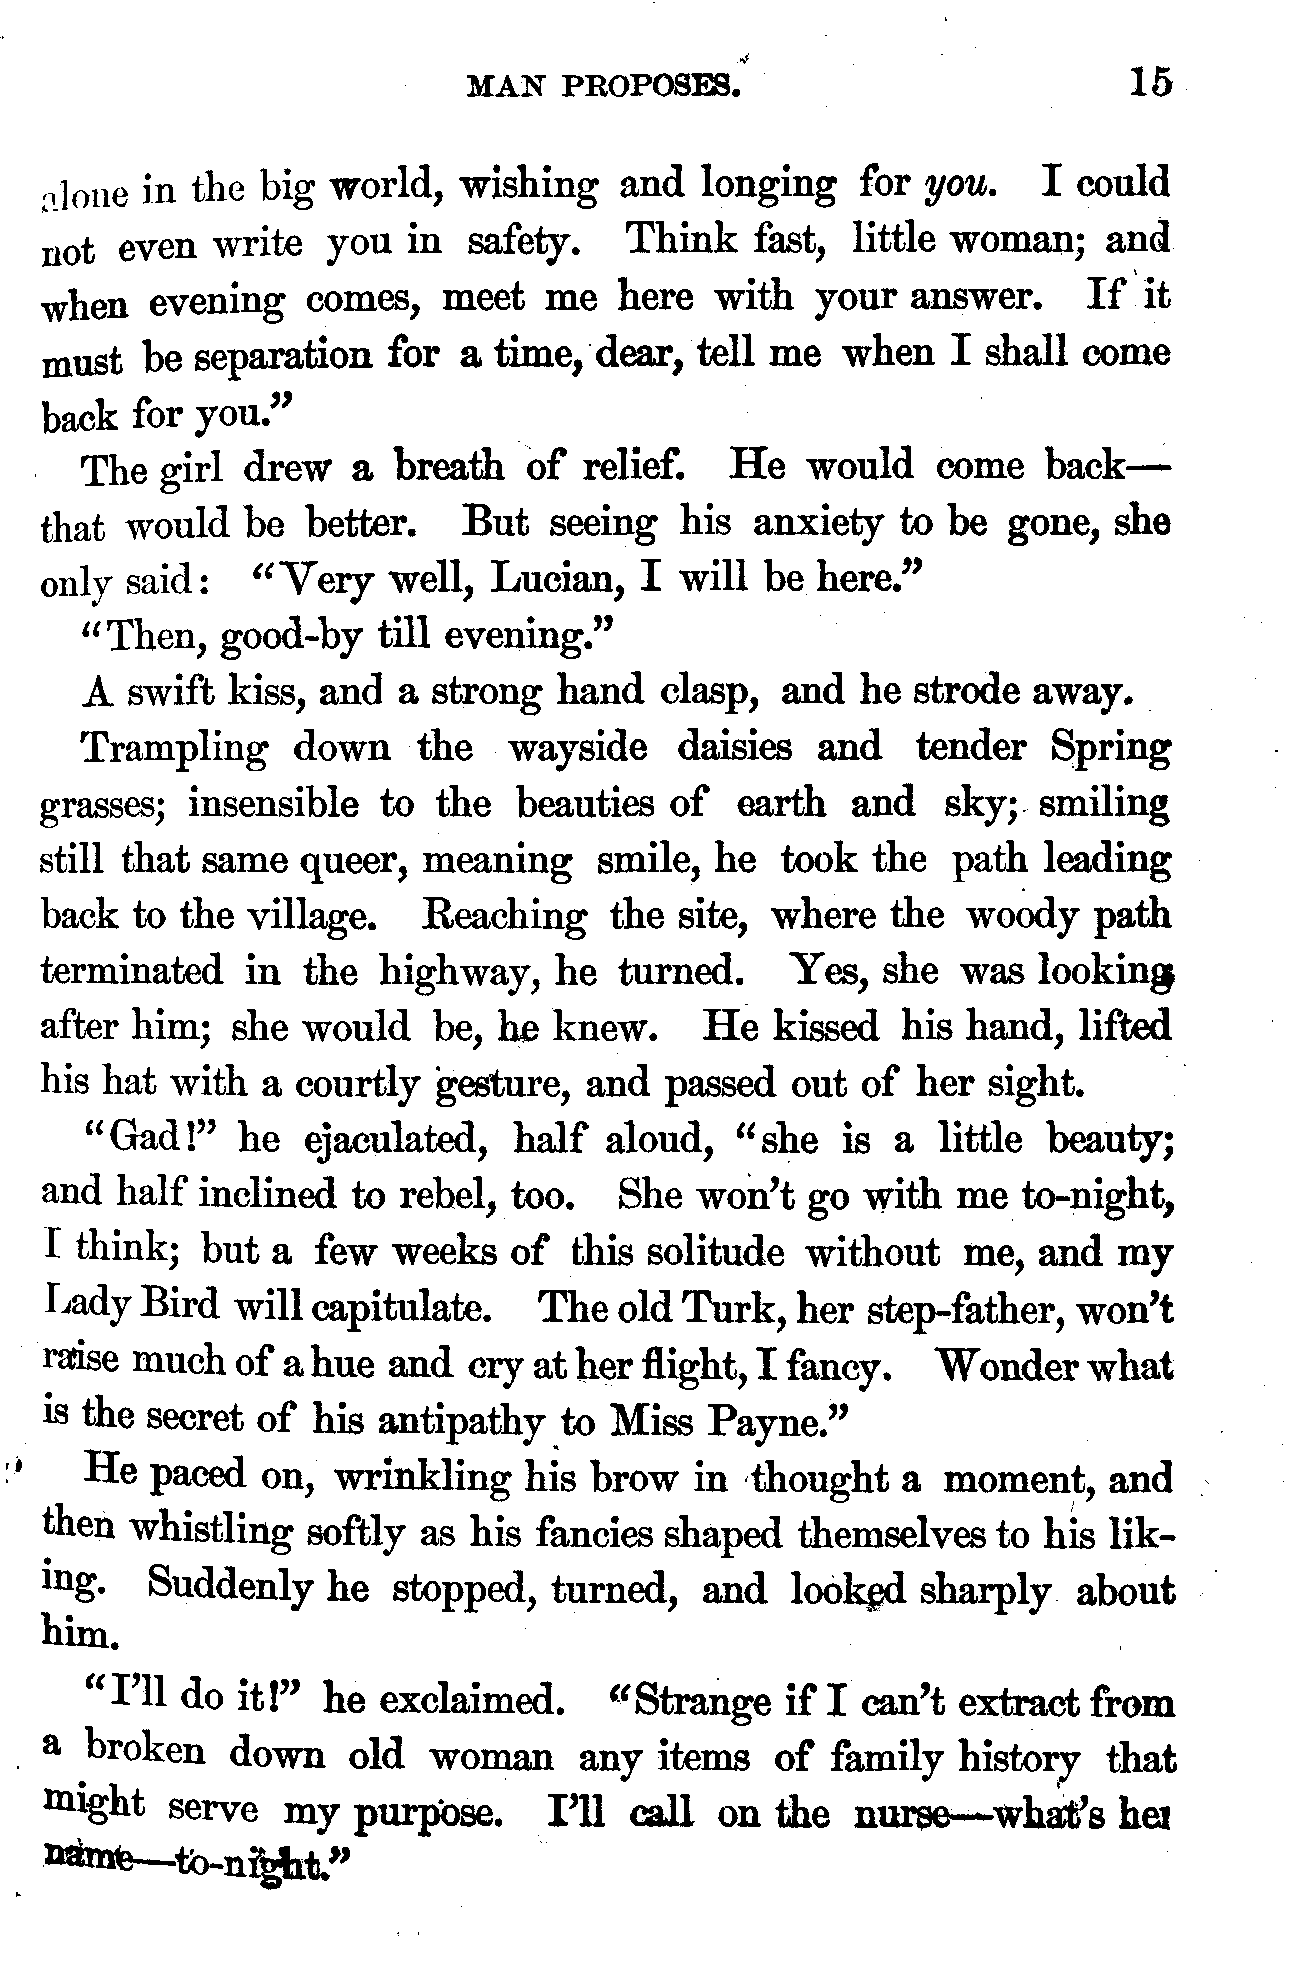 MAN PROPOSES. 15
alone in the big world, wishing and longing for you. I could
not even write you in safety. Think fast, little woman; and
when evening comes, meet me here with your answer. If it
must be separation for a time, dear, tell me when I shall come
back for you.”
The girl drew a breath of relief. He would come back—
that would be better. But seeing his anxiety to be gone, she
only said: “Very well, Lucian, I will be here.”
“Then, good-by till evening.”
A swift kiss, and a strong hand clasp, and he strode away.
Trampling down the wayside daisies and tender Spring
grasses; insensible to the beauties of earth and sky; smiling
still that same queer, meaning smile, he took the path leading
back to the village. Reaching the site, where the woody path
terminated in the highway, he turned. Yes, she was looking
after him; she would be, he knew. He kissed his hand, lifted
his hat with a courtly gesture, and passed out of her sight.
“Gad!” he ejaculated, half aloud, “she is a little beauty;
and half inclined to rebel, too. She won’t go with me to-night,
I think; but a few weeks of this solitude without me, and my
Lady Bird will capitulate. The old Turk, her step-father, won’t
raise much of a hue and cry at her flight, I fancy. Wonder what
is the secret of his antipathy to Miss Payne.”
He paced on, wrinkling his brow in thought a moment, and
then whistling softly as his fancies shaped themselves to his lik-
ing. Suddenly he stopped, turned, and looked sharply about
him.
“I’ll do it!” he exclaimed. “Strange if I can’t extract from
a broken down old woman any items of family history that
might serve my purpose. I’ll call on the nurse—what’s her
name—to-night.”